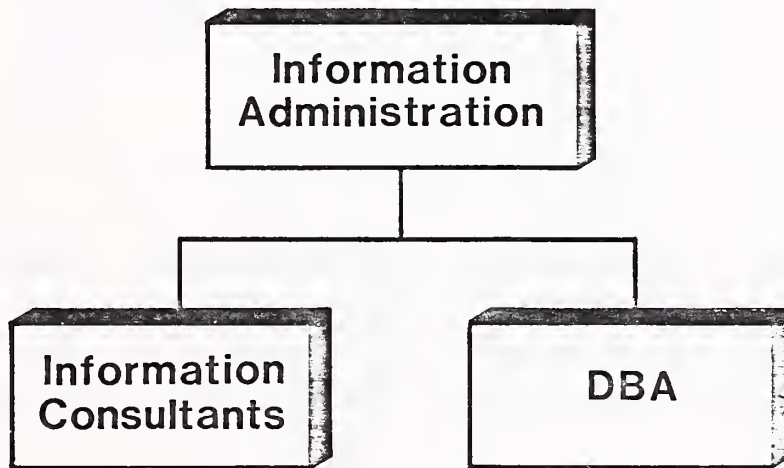 Information
Administration
Information
Consultants
DBA